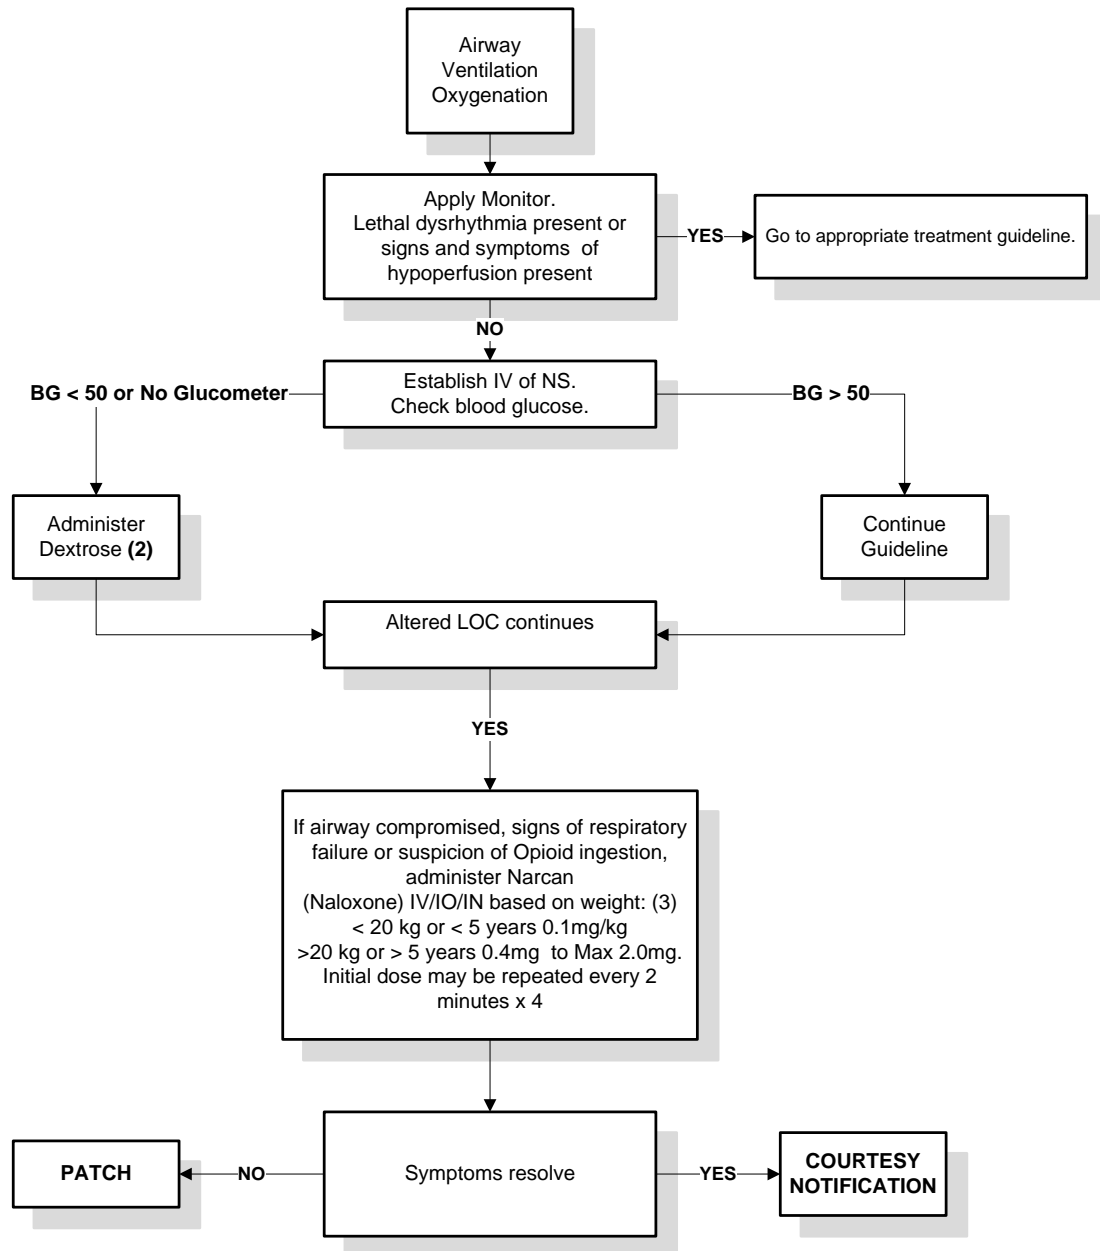 Airway
Ventilation
Oxygenation
Apply Monitor.
Lethal dysrhythmia present or
signs and symptoms of
hypoperfusion present
YES
Go to appropriate treatment guideline.
NO
Establish IV of NS.
Check blood glucose.
BG < 50 or No Glucometer
BG > 50
Administer
Dextrose (2)
Continue
Guideline
Altered LOC continues
YES
If airway compromised, signs of respiratory
failure or suspicion of Opioid ingestion,
administer Narcan
(Naloxone) IV/IO/IN based on weight: (3)
< 20 kg or < 5 years 0.1mg/kg
>20 kg or > 5 years 0.4mg to Max 2.0mg.
Initial dose may be repeated every 2
minutes x 4
Symptoms resolve
NO
PATCH
YES
COURTESY
NOTIFICATION